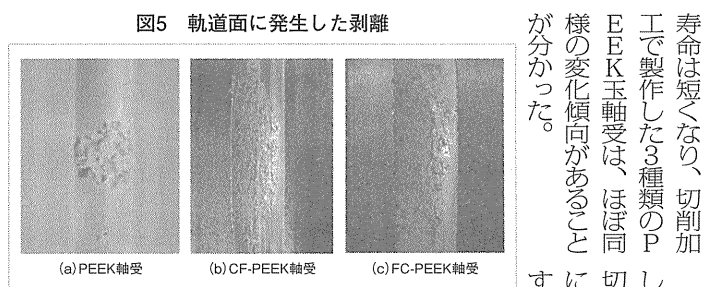 図5 軌道面に発生した剥離
(a)PEEK軸受
(b)CF-PEEK軸受
(c)FC-PEEK軸受
寿命は短くなり、切削加
工で製作した3種類のP
EEK玉軸受は、ほぼ同
様の変化傾向があること
が分かった。
し
切
に
す